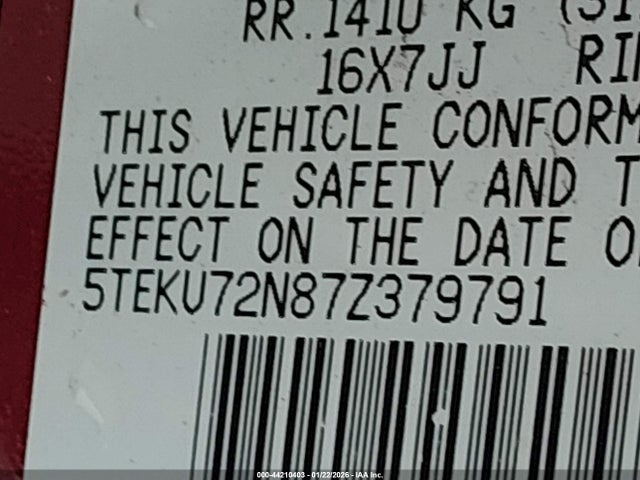 RR.1410 KG
16X7JJ RI
THIS VEHICLE CONFORM
VEHICLE SAFETY AND T
EFFECT ON THE DATE O
5TEKU72N87Z379791
000-44210403 - 01/22/2026 - IAA Inc.